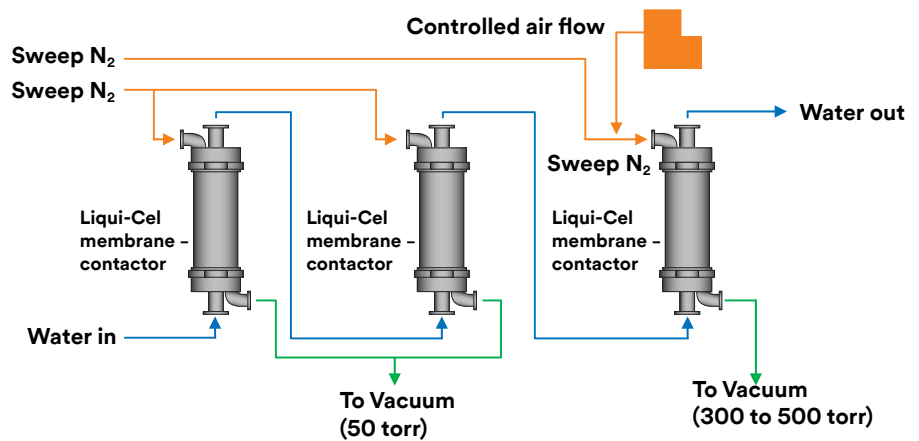 Controlled air flow
Sweep N₂
Sweep N₂
Water out
Sweep N₂
Liqui-Cel
membrane –
contactor
Liqui-Cel
membrane –
contactor
Liqui-Cel
membrane –
contactor
Water in
To Vacuum
(50 torr)
To Vacuum
(300 to 500 torr)